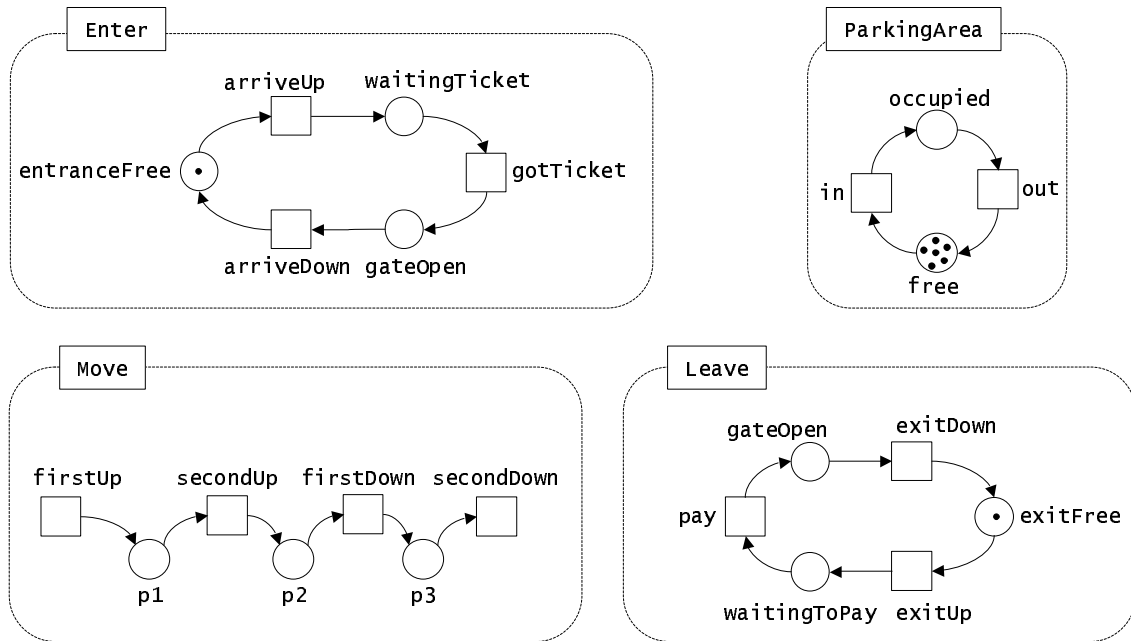 Enter
arriveUp
waitingTicket
entranceFree
gotTicket
arriveDown
gateOpen
ParkingArea
occupied
in
out
free
Move
firstUp
secondUp
firstDown
secondDown
p1
p2
p3
Leave
gateOpen
exitDown
pay
exitFree
waitingToPay
exitUp